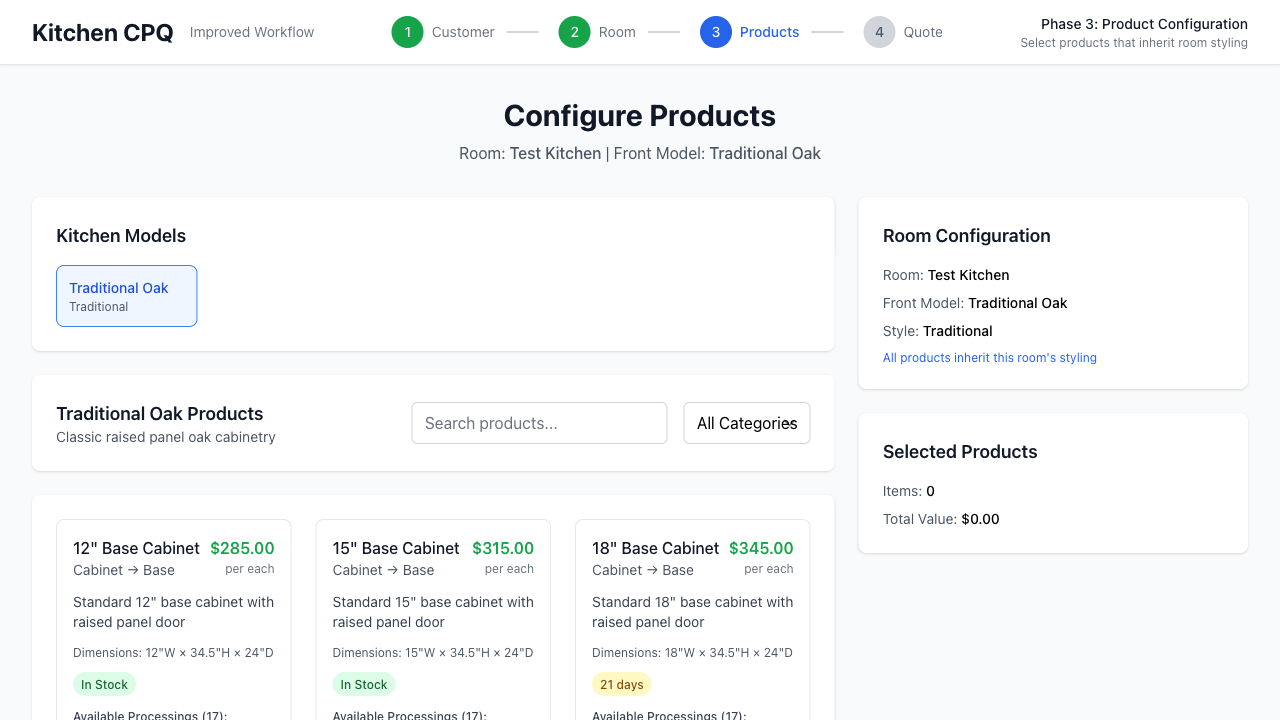 Kitchen CPQ
Improved Workflow
1 Customer
2 Room
3 Products
4 Quote
Phase 3: Product Configuration
Select products that inherit room styling
Configure Products
Room: Test Kitchen | Front Model: Traditional Oak
Kitchen Models
Traditional Oak
Traditional
Traditional Oak Products
Classic raised panel oak cabinetry
Search products...
All Categories
12" Base Cabinet $285.00
Cabinet → Base per each
Standard 12" base cabinet with
raised panel door
Dimensions: 12"W × 34.5"H × 24"D
In Stock
Available Processings (17):
15" Base Cabinet $315.00
Cabinet → Base per each
Standard 15" base cabinet with
raised panel door
Dimensions: 15"W × 34.5"H × 24"D
In Stock
Available Processings (17):
18" Base Cabinet $345.00
Cabinet → Base per each
Standard 18" base cabinet with
raised panel door
Dimensions: 18"W × 34.5"H × 24"D
21 days
Available Processings (17):
Room Configuration
Room: Test Kitchen
Front Model: Traditional Oak
Style: Traditional
All products inherit this room's styling
Selected Products
Items: 0
Total Value: $0.00